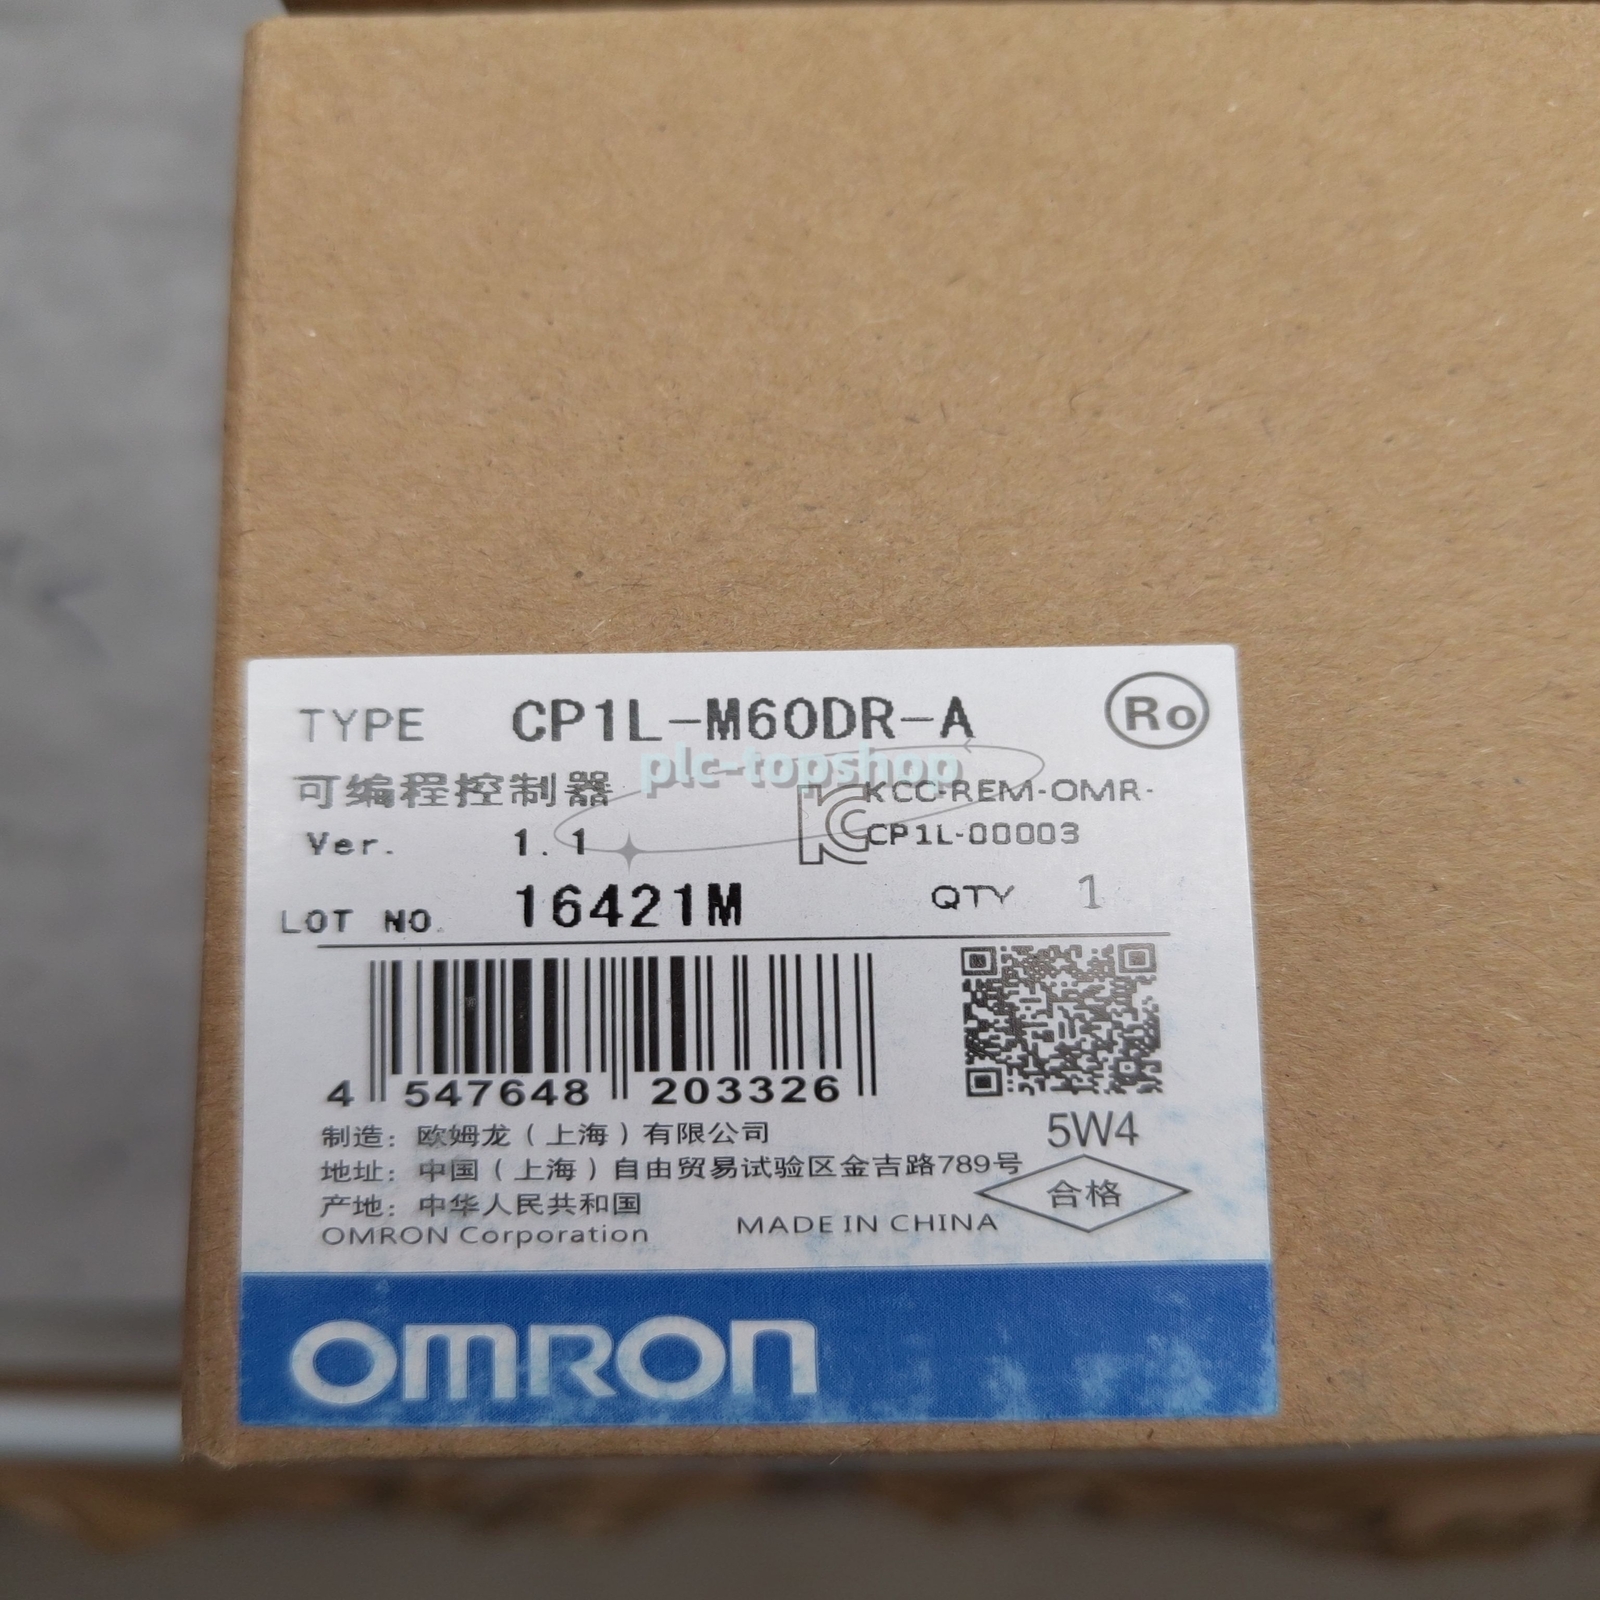 TYPE CP1L-M60DR-A Ro
plc-topshop
可编程控制器 KCC-REM-OMR-
Ver. 1.1 CP1L-00003
LOT NO. 16421M QTY 1
4 547648 203326
5W4
制造：欧姆龙（上海）有限公司
地址：中国（上海）自由贸易试验区金吉路789号
合格
产地：中华人民共和国
OMRON Corporation MADE IN CHINA
OMRON